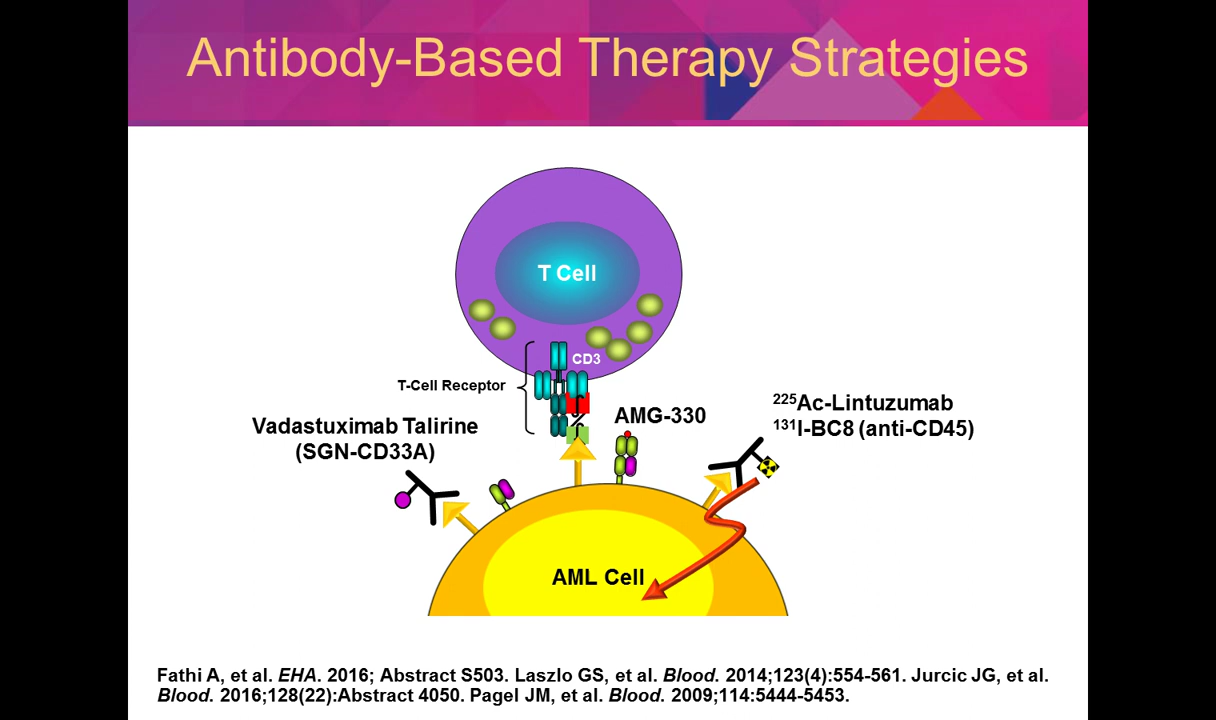 Antibody-Based Therapy Strategies
T Cell
CD3
T-Cell Receptor
AMG-330
²²⁵Ac-Lintuzumab
¹³¹I-BC8 (anti-CD45)
Vadastuximab Talirine
(SGN-CD33A)
AML Cell
Fathi A, et al. EHA. 2016; Abstract S503. Laszlo GS, et al. Blood. 2014;123(4):554-561. Jurcic JG, et al.
Blood. 2016;128(22):Abstract 4050. Pagel JM, et al. Blood. 2009;114:5444-5453.